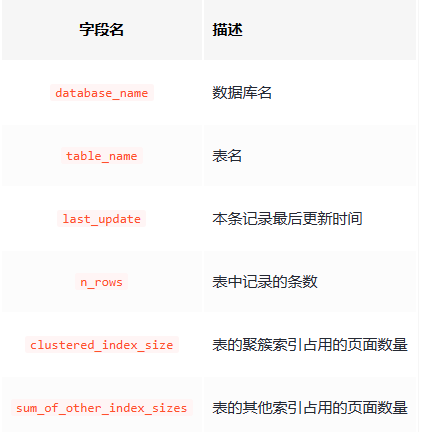 字段名 描述
database_name 数据库名
table_name 表名
last_update 本条记录最后更新时间
n_rows 表中记录的条数
clustered_index_size 表的聚簇索引占用的页面数量
sum_of_other_index_sizes 表的其他索引占用的页面数量